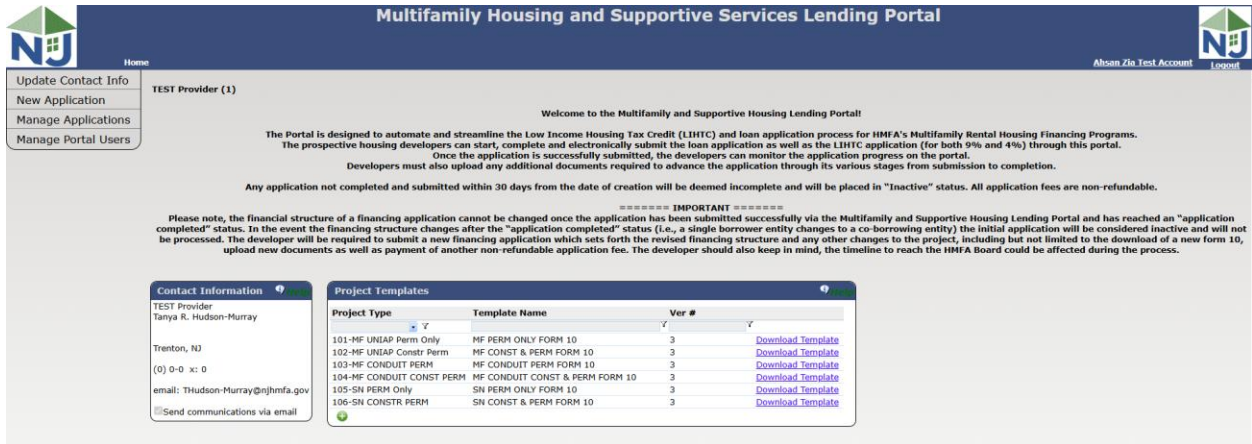 Multifamily Housing and Supportive Services Lending Portal
NJ
NJ
Home
Ahsan Zia Test Account
Logout
Update Contact Info
New Application
Manage Applications
Manage Portal Users
TEST Provider (1)
Welcome to the Multifamily and Supportive Housing Lending Portal!
The Portal is designed to automate and streamline the Low Income Housing Tax Credit (LIHTC) and loan application process for HMFA's Multifamily Rental Housing Financing Programs.
The prospective housing developers can start, complete and electronically submit the loan application as well as the LIHTC application (for both 9% and 4%) through this portal.
Once the application is successfully submitted, the developers can monitor the application progress on the portal.
Developers must also upload any additional documents required to advance the application through its various stages from submission to completion.
Any application not completed and submitted within 30 days from the date of creation will be deemed incomplete and will be placed in "Inactive" status. All application fees are non-refundable.
======= IMPORTANT =======
Please note, the financial structure of a financing application cannot be changed once the application has been submitted successfully via the Multifamily and Supportive Housing Lending Portal and has reached an "application
completed" status. In the event the financing structure changes after the "application completed" status (i.e., a single borrower entity changes to a co-borrowing entity) the initial application will be considered inactive and will not
be processed. The developer will be required to submit a new financing application which sets forth the revised financing structure and any other changes to the project, including but not limited to the download of a new form 10,
upload new documents as well as payment of another non-refundable application fee. The developer should also keep in mind, the timeline to reach the HMFA Board could be affected during the process.
Contact Information Help
TEST Provider
Tanya R. Hudson-Murray
Trenton, NJ
(0) 0-0 x: 0
email: THudson-Murray@njhmfa.gov
Send communications via email
Project Templates Help
Project Type Template Name Ver #
101-MF UNIAP Perm Only MF PERM ONLY FORM 10 3 Download Template
102-MF UNIAP Constr Perm MF CONST & PERM FORM 10 3 Download Template
103-MF CONDUIT PERM MF CONDUIT PERM FORM 10 3 Download Template
104-MF CONDUIT CONST PERM MF CONDUIT CONST & PERM FORM 10 3 Download Template
105-SN PERM Only SN PERM ONLY FORM 10 3 Download Template
106-SN CONSTR PERM SN CONST & PERM FORM 10 3 Download Template